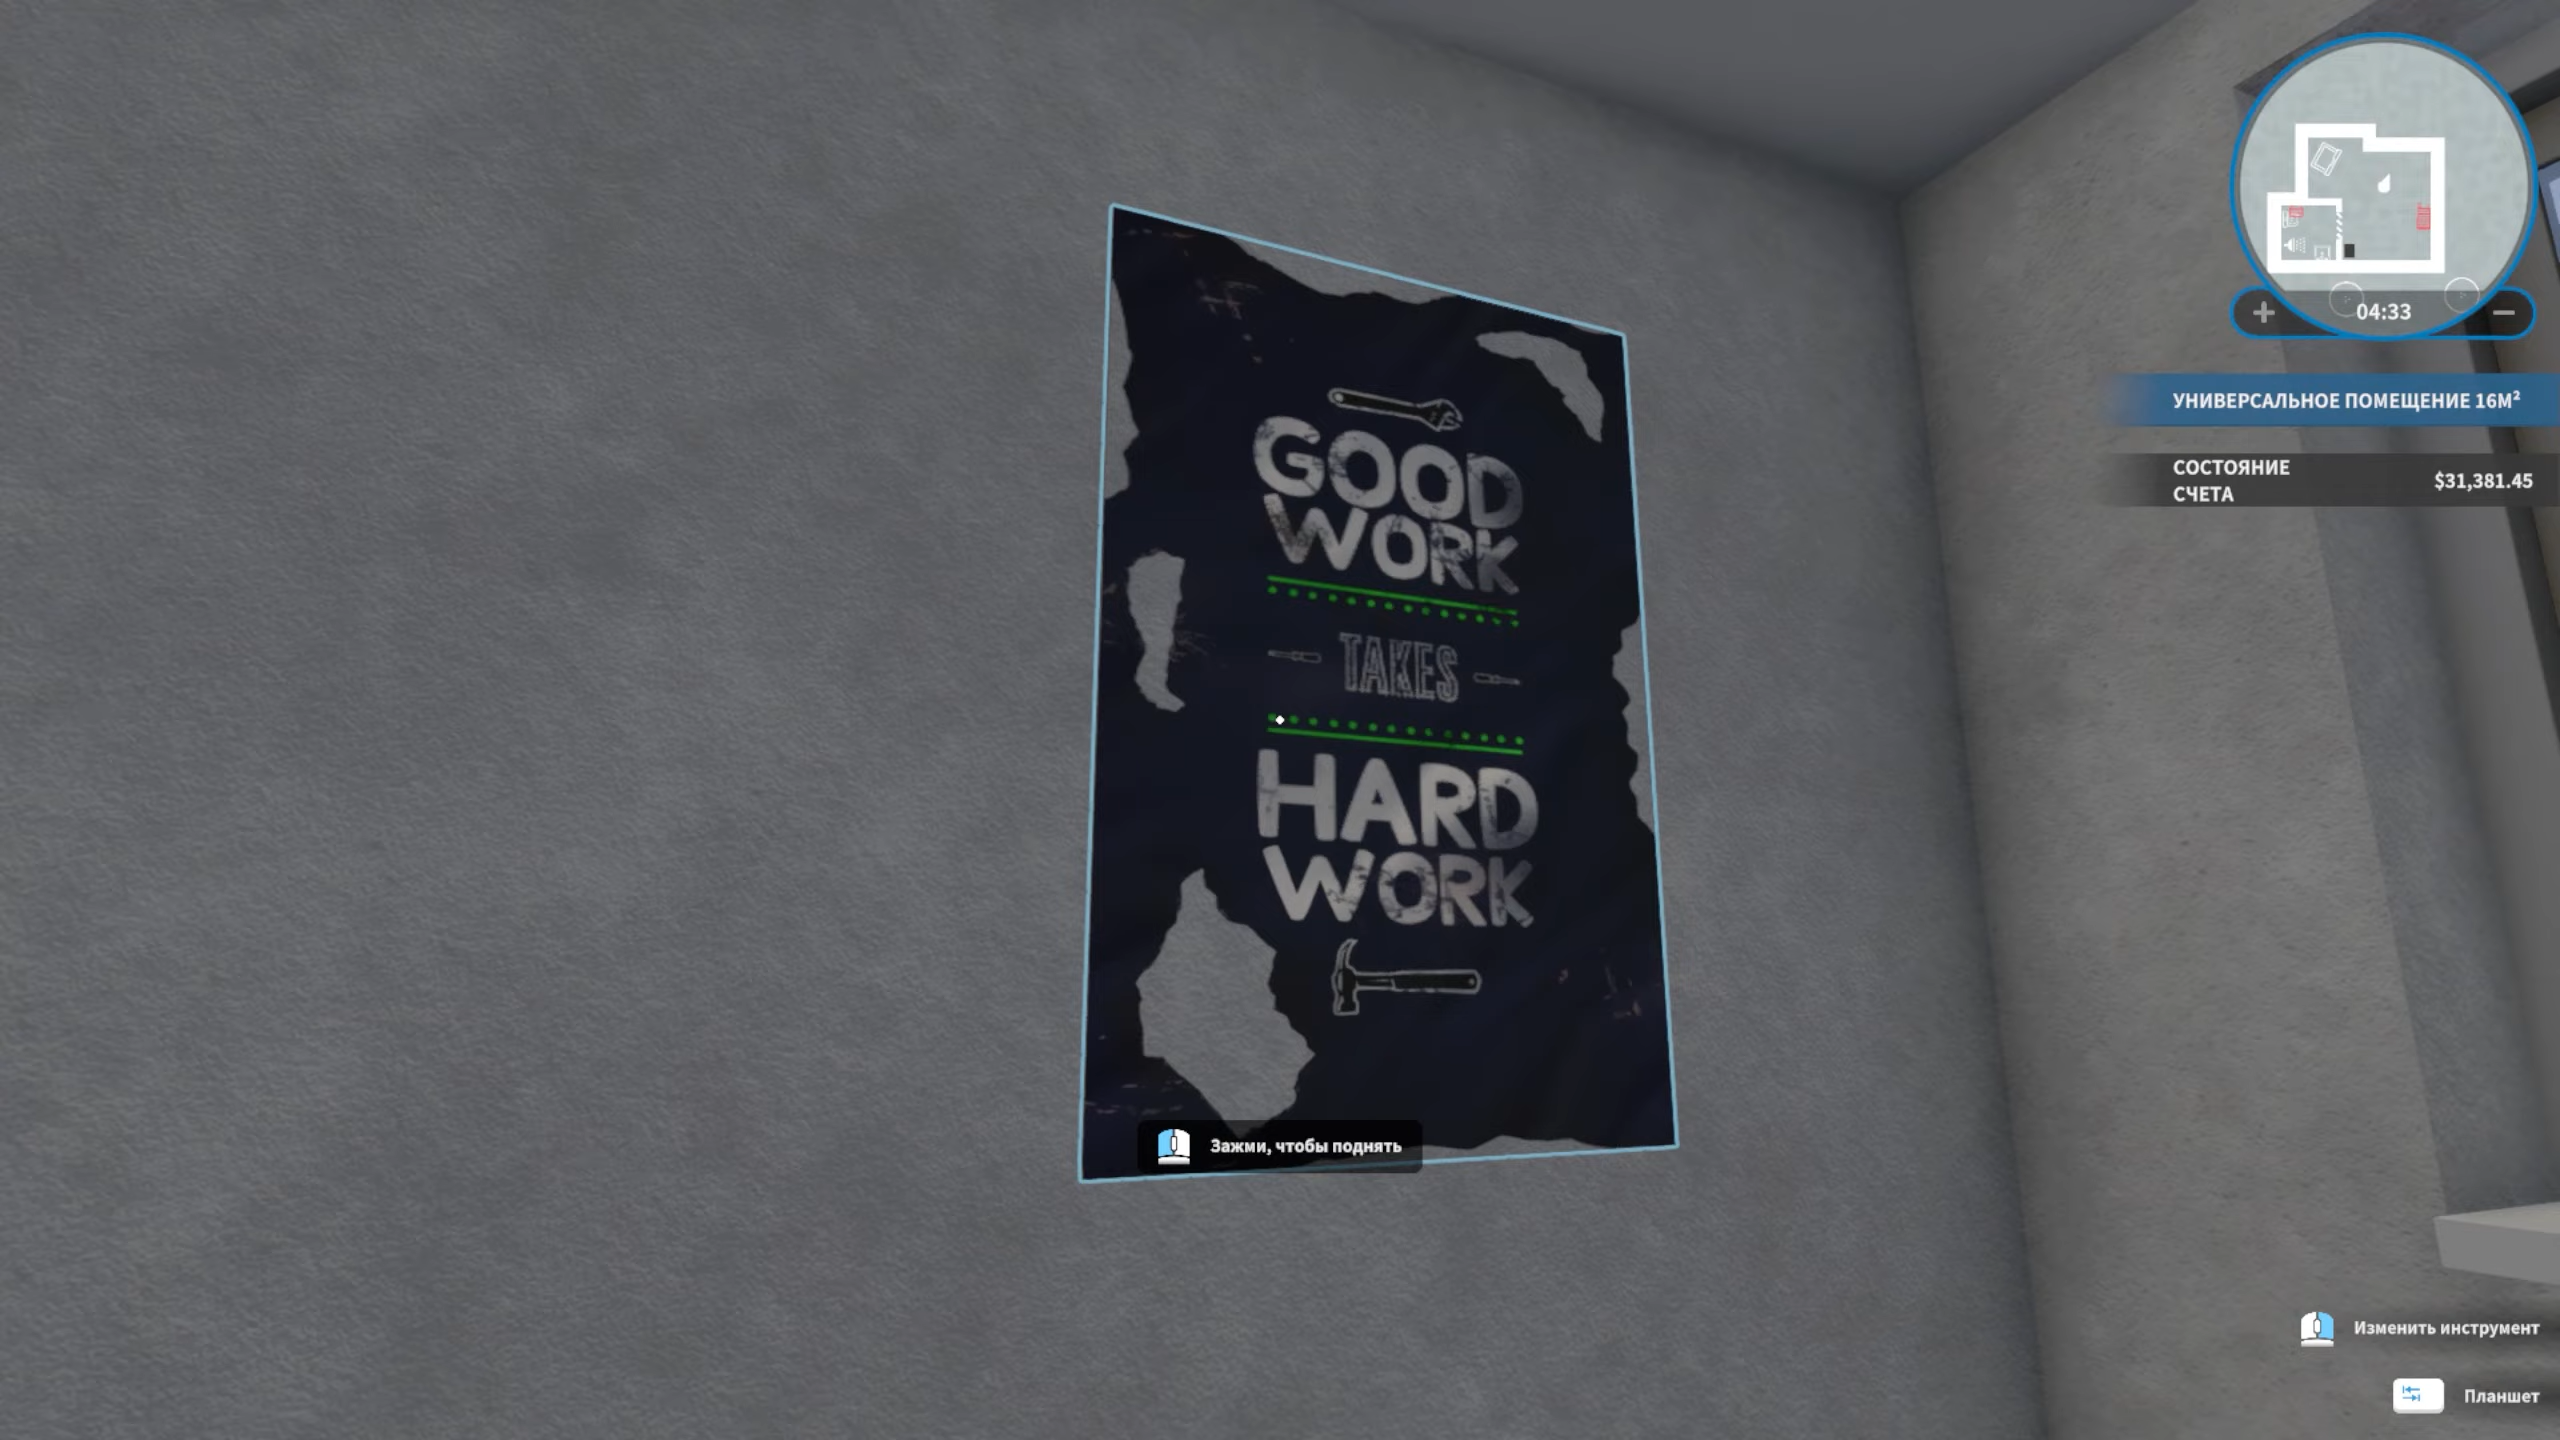 GOOD
WORK
TAKES
HARD
WORK
Зажми, чтобы поднять
04:33
УНИВЕРСАЛЬНОЕ ПОМЕЩЕНИЕ 16М²
СОСТОЯНИЕ
СЧЕТА
$31,381.45
Изменить инструмент
Планшет